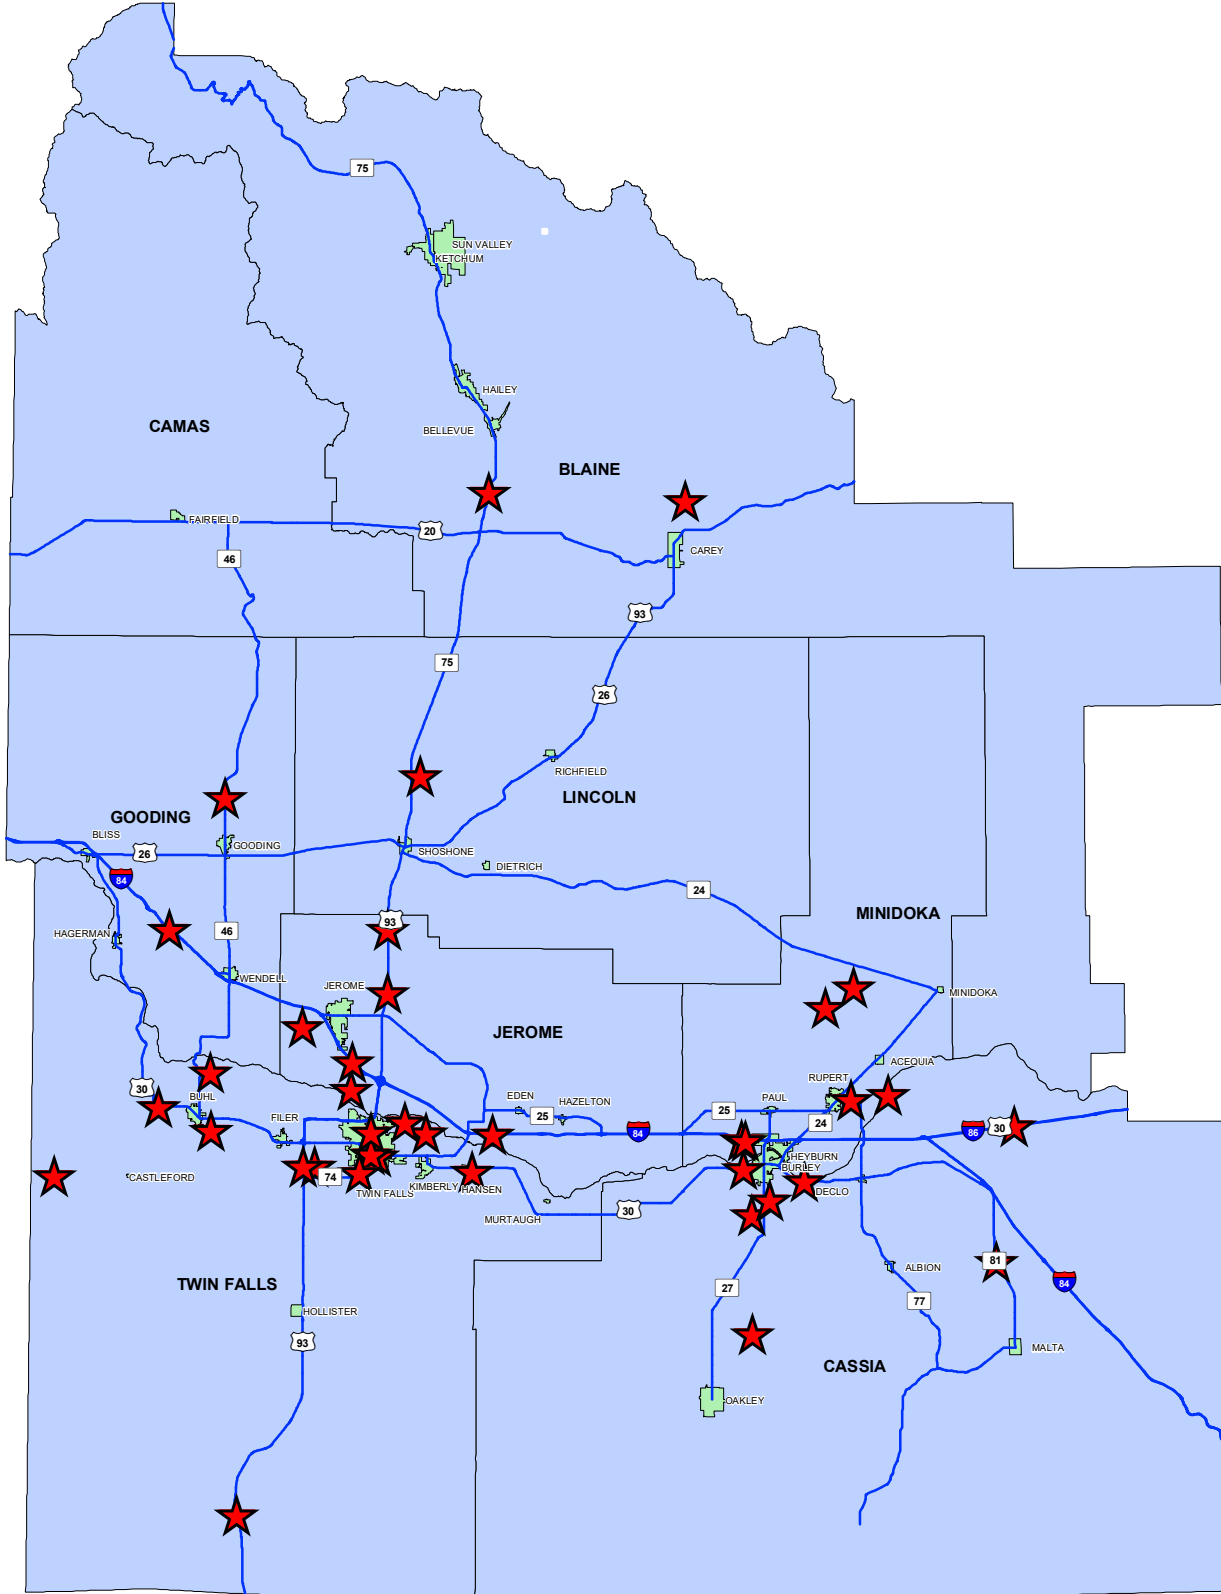 75
SUN VALLEY
KETCHUM
HAILEY
CAMAS
BELLEVUE
BLAINE
FAIRFIELD
20
46
CAREY
93
75
26
RICHFIELD
LINCOLN
GOODING
BLISS
GOODING
26
SHOSHONE
DIETRICH
84
24
MINIDOKA
93
HAGERMAN
46
WENDELL
JEROME
MINIDOKA
JEROME
ACEQUIA
RUPERT
30
BUHL
EDEN
HAZELTON
PAUL
25
25
FILER
24
84
86
30
HEYBURN
BURLEY
CASTLEFORD
74
TWIN FALLS
KIMBERLY
HANSEN
DECLO
MURTAUGH
30
81
ALBION
84
TWIN FALLS
27
77
HOLLISTER
93
MALTA
CASSIA
OAKLEY